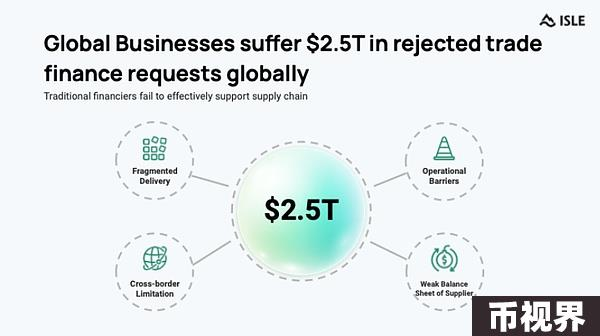 ISLE
Global Businesses suffer $2.5T in rejected trade
finance requests globally
Traditional financiers fail to effectively support supply chain
Fragmented
Delivery
Operational
Barriers
$2.5T
Cross-border
Limitation
Weak Balance
Sheet of Supplier
币视界